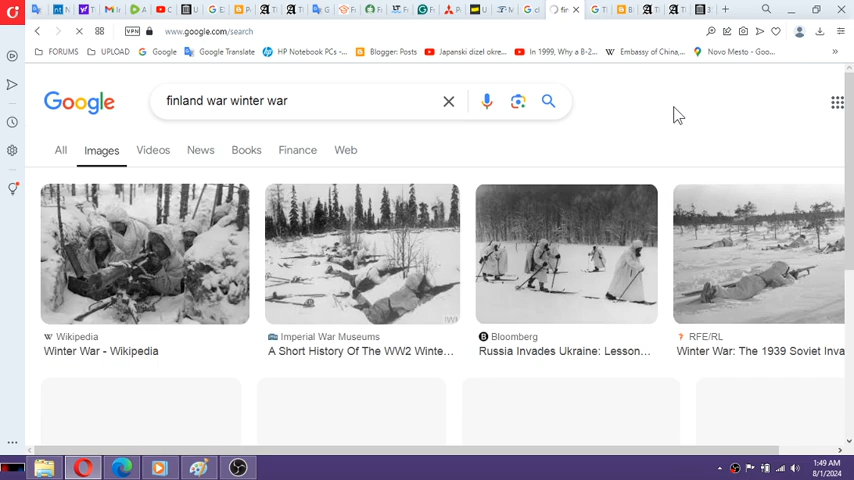 VPN www.google.com/search
FORUMS UPLOAD Google Google Translate HP Notebook PCs -... Blogger: Posts Japanski dizel okre... In 1999, Why a B-2... Embassy of China,... Novo Mesto - Goo...
Google finland war winter war
All Images Videos News Books Finance Web
Wikipedia
Winter War - Wikipedia
IWM
Imperial War Museums
A Short History Of The WW2 Winte...
Bloomberg
Russia Invades Ukraine: Lesson...
RFE/RL
Winter War: The 1939 Soviet Inva
1:49 AM
8/1/2024